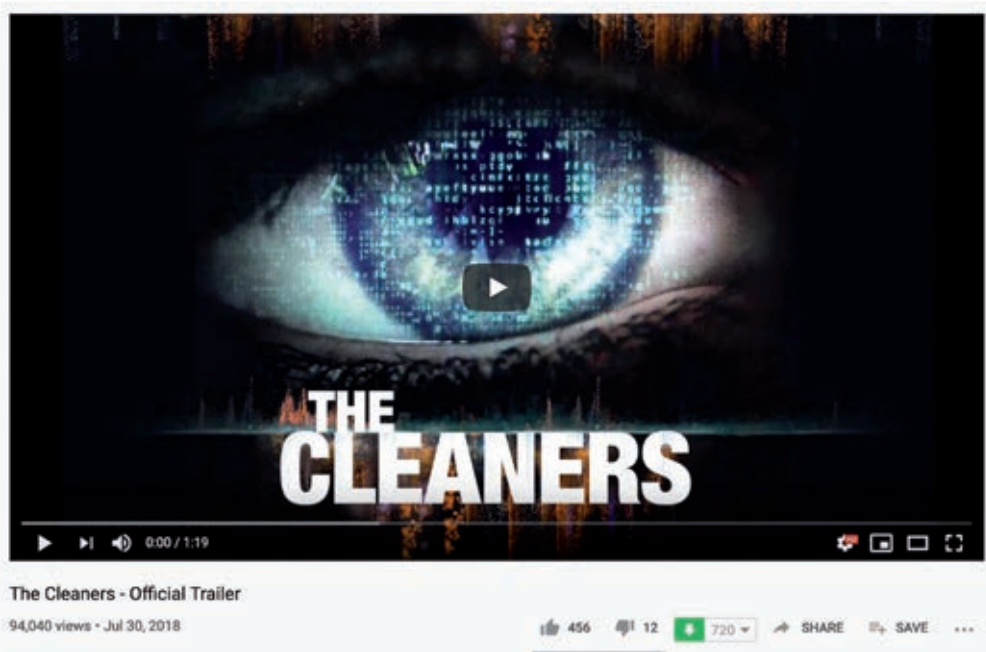 THE
CLEANERS
0:00 / 1:19
The Cleaners - Official Trailer
94,040 views • Jul 30, 2018
456 12 720 SHARE SAVE